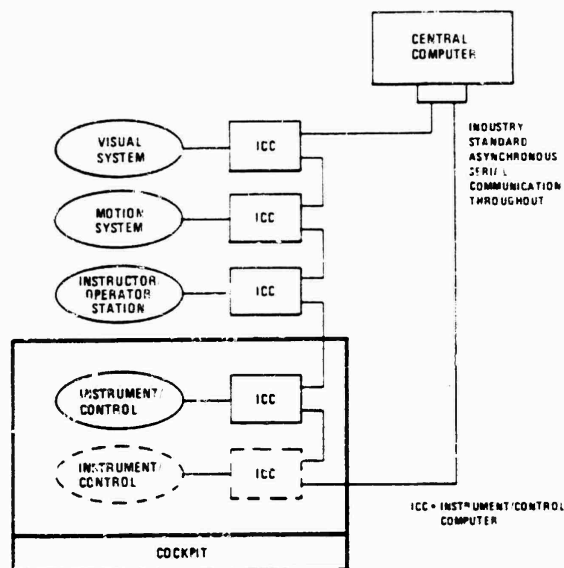 CENTRAL
COMPUTER
INDUSTRY
STANDARD
ASYNCHRONOUS
SERIAL
COMMUNICATION
THROUGHOUT
VISUAL
SYSTEM
ICC
MOTION
SYSTEM
ICC
INSTRUCTOR/
OPERATOR
STATION
ICC
INSTRUMENT/
CONTROL
ICC
INSTRUMENT/
CONTROL
ICC
ICC = INSTRUMENT/CONTROL
COMPUTER
COCKPIT